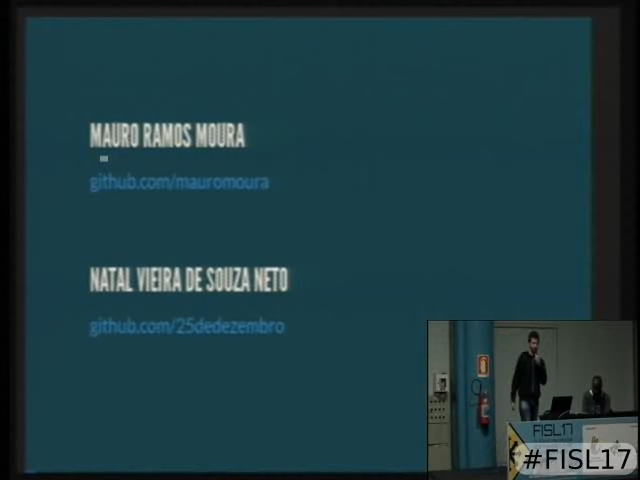 MAURO RAMOS MOURA
github.com/mauromoura
NATAL VIEIRA DE SOUZA NETO
github.com/25dedezembro
FISL17
#FISL17